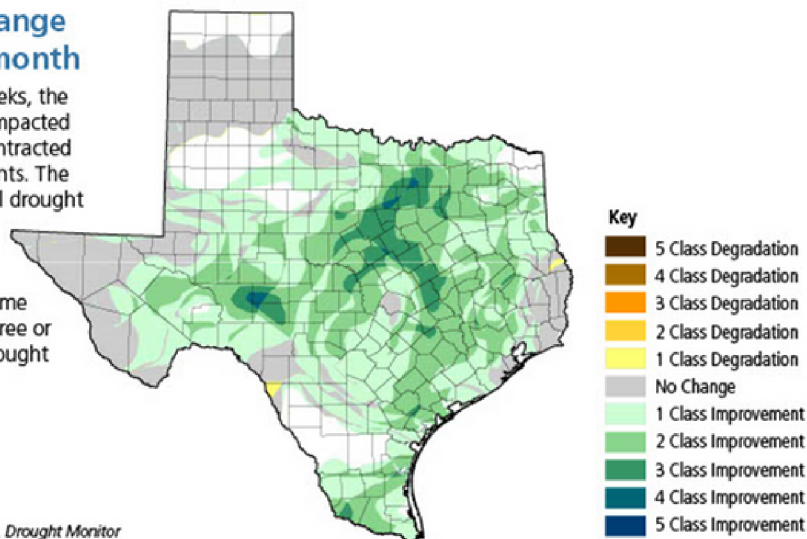 ange
month
eks, the
mpacted
ntracted
nts. The
l drought
me
ree or
ought
Drought Monitor
Key
5 Class Degradation
4 Class Degradation
3 Class Degradation
2 Class Degradation
1 Class Degradation
No Change
1 Class Improvement
2 Class Improvement
3 Class Improvement
4 Class Improvement
5 Class Improvement